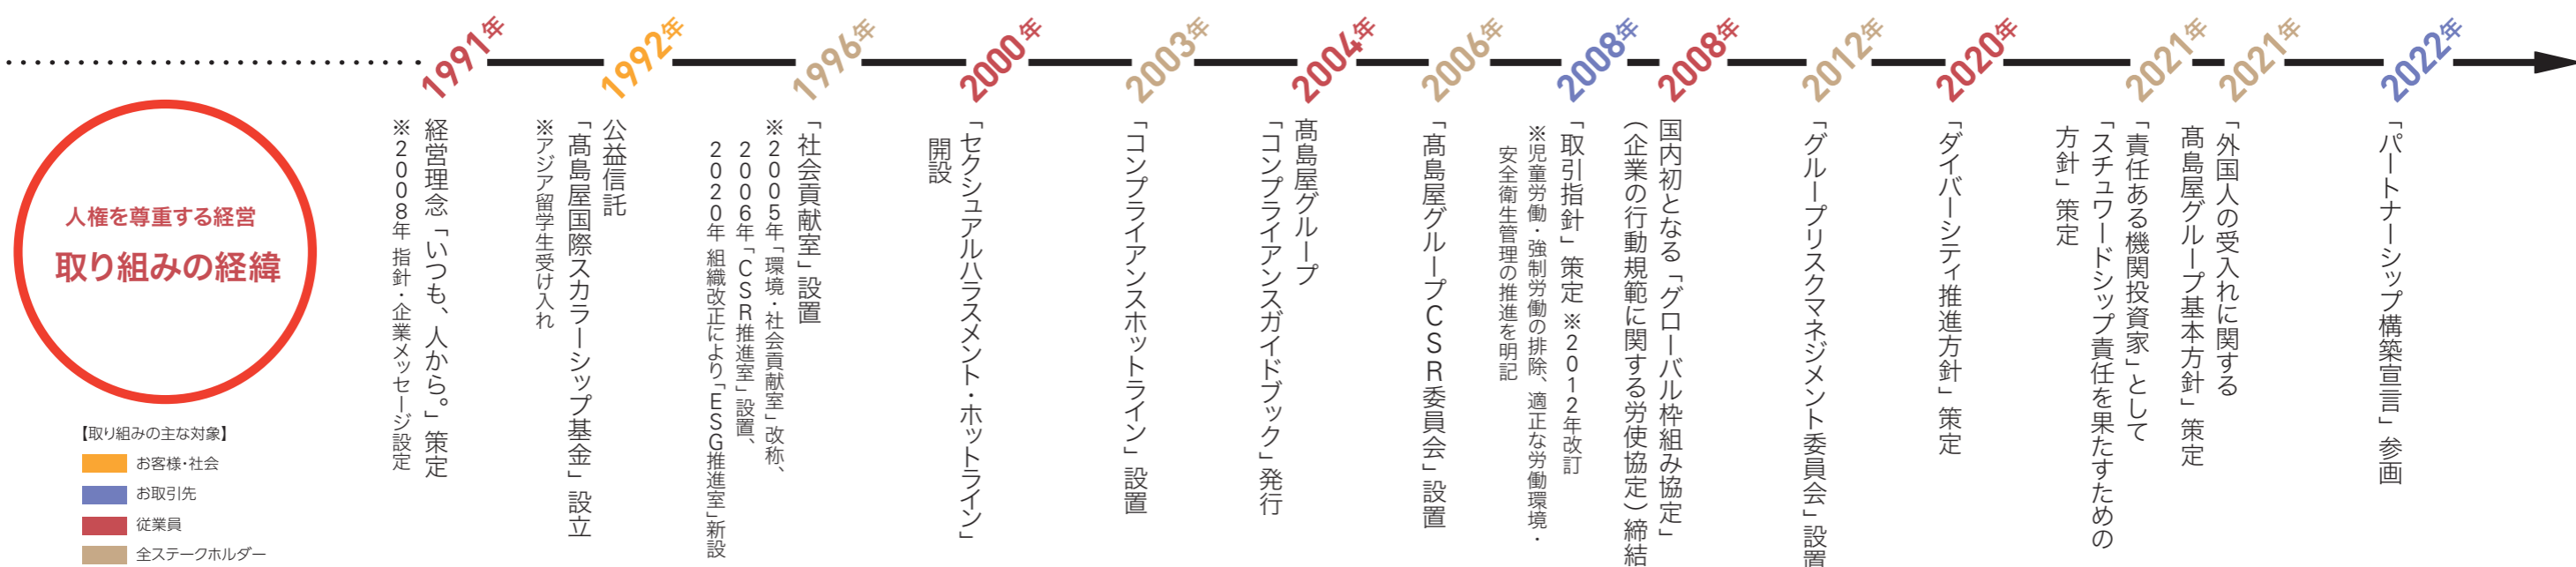 人権を尊重する経営
取り組みの経緯
【取り組みの主な対象】
お客様・社会
お取引先
従業員
全ステークホルダー
1991年
経営理念「いつも、人から。」策定
※2008年 指針・企業メッセージ設定
1992年
公益信託
「髙島屋国際スカラーシップ基金」設立
※アジア留学生受け入れ
1996年
「社会貢献室」設置
※2005年「環境・社会貢献室」改称、
2006年「CSR推進室」設置、
2020年 組織改正により「ESG推進室」新設
2000年
「セクシュアルハラスメント・ホットライン」
開設
2003年
「コンプライアンスホットライン」設置
2004年
髙島屋グループ
「コンプライアンスガイドブック」発行
2006年
「髙島屋グループCSR委員会」設置
2008年
「取引指針」策定 ※2012年改訂
※児童労働・強制労働の排除、適正な労働環境・
安全衛生管理の推進を明記
2008年
国内初となる「グローバル枠組み協定」
（企業の行動規範に関する労使協定）締結
2012年
「グループリスクマネジメント委員会」設置
2020年
「ダイバーシティ推進方針」策定
2021年
「責任ある機関投資家」として
「スチュワードシップ責任を果たすための
方針」策定
2021年
「外国人の受入れに関する
髙島屋グループ基本方針」策定
2022年
「パートナーシップ構築宣言」参画